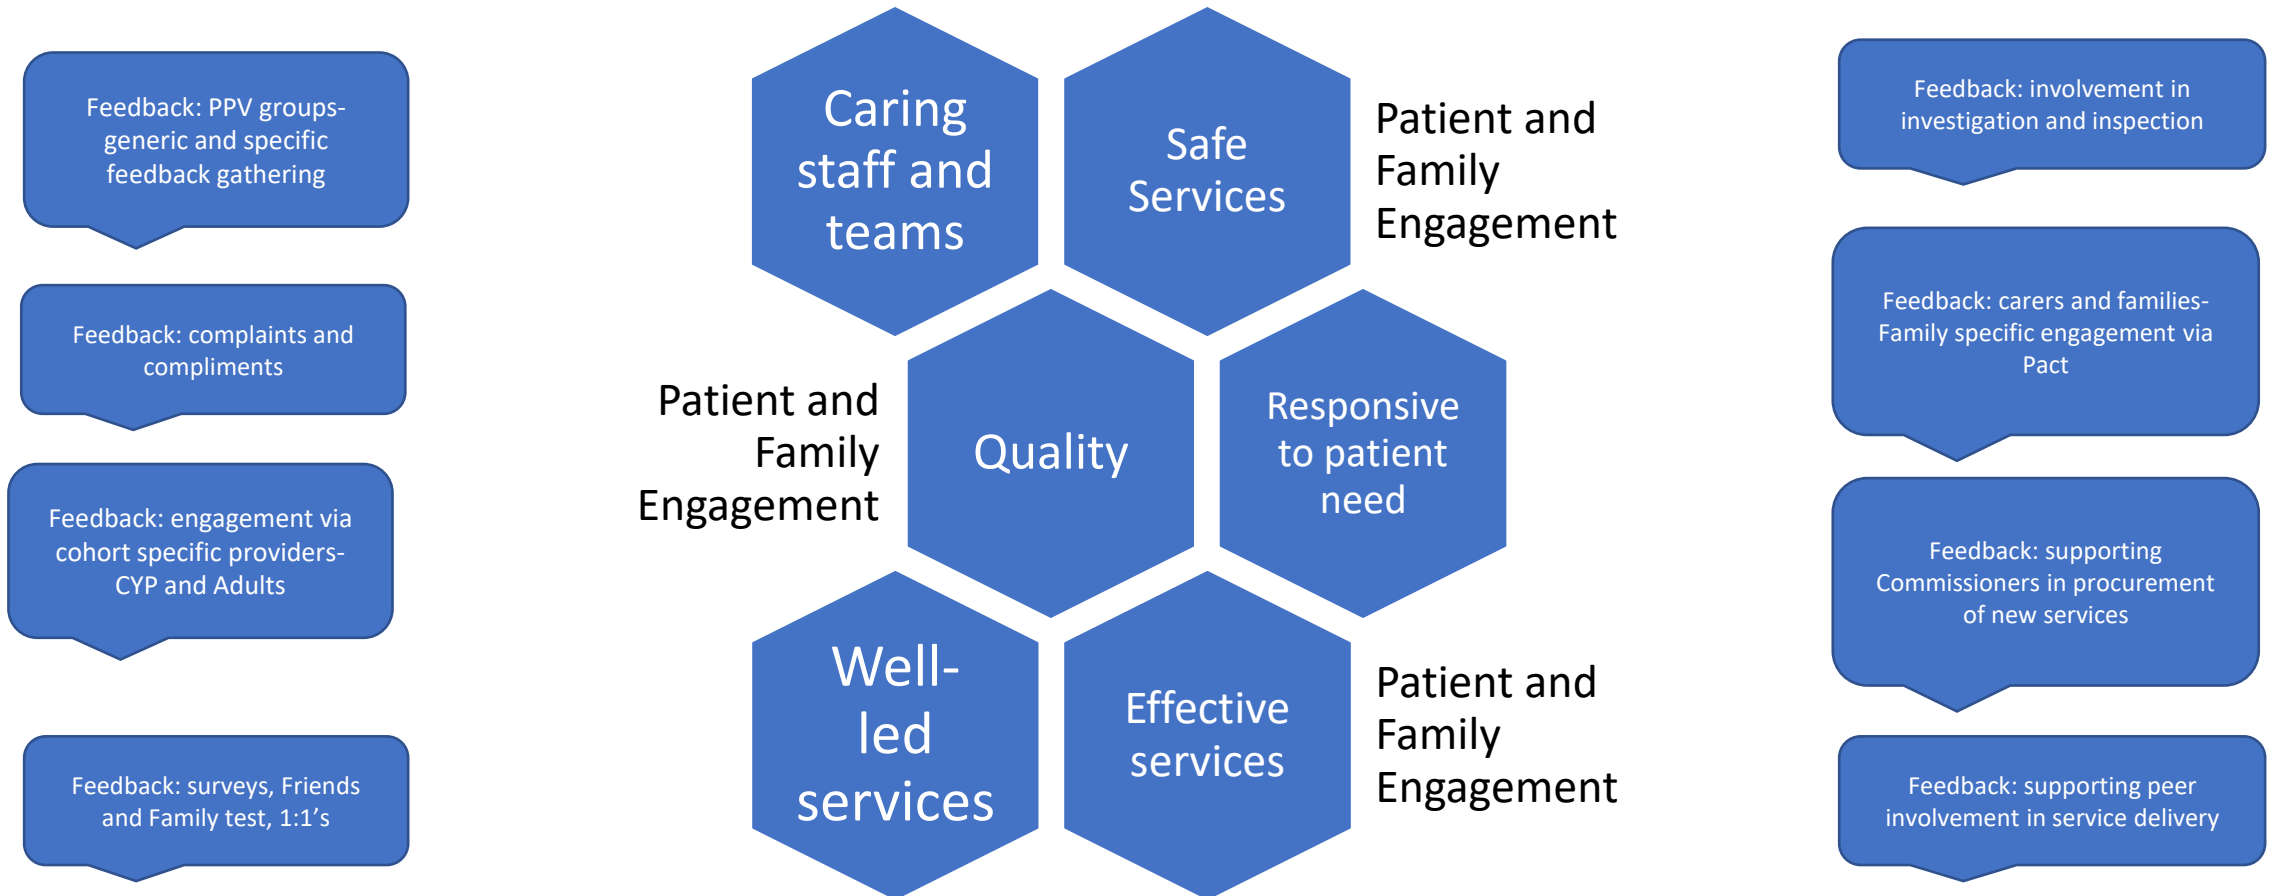 Feedback: PPV groups-
generic and specific
feedback gathering
Feedback: complaints and
compliments
Feedback: engagement via
cohort specific providers-
CYP and Adults
Feedback: surveys, Friends
and Family test, 1:1’s
Caring
staff and
teams
Safe
Services
Patient and
Family
Engagement
Patient and
Family
Engagement
Quality
Responsive
to patient
need
Well-
led
services
Effective
services
Patient and
Family
Engagement
Feedback: involvement in
investigation and inspection
Feedback: carers and families-
Family specific engagement via
Pact
Feedback: supporting
Commissioners in procurement
of new services
Feedback: supporting peer
involvement in service delivery